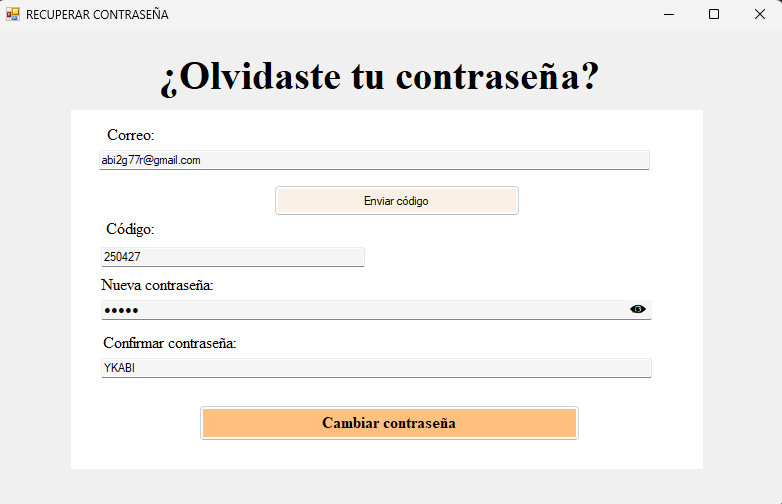 RECUPERAR CONTRASEÑA
¿Olvidaste tu contraseña?
Correo:
abi2g77r@gmail.com
Enviar código
Código:
250427
Nueva contraseña:
●●●●●
Confirmar contraseña:
YKABI
Cambiar contraseña